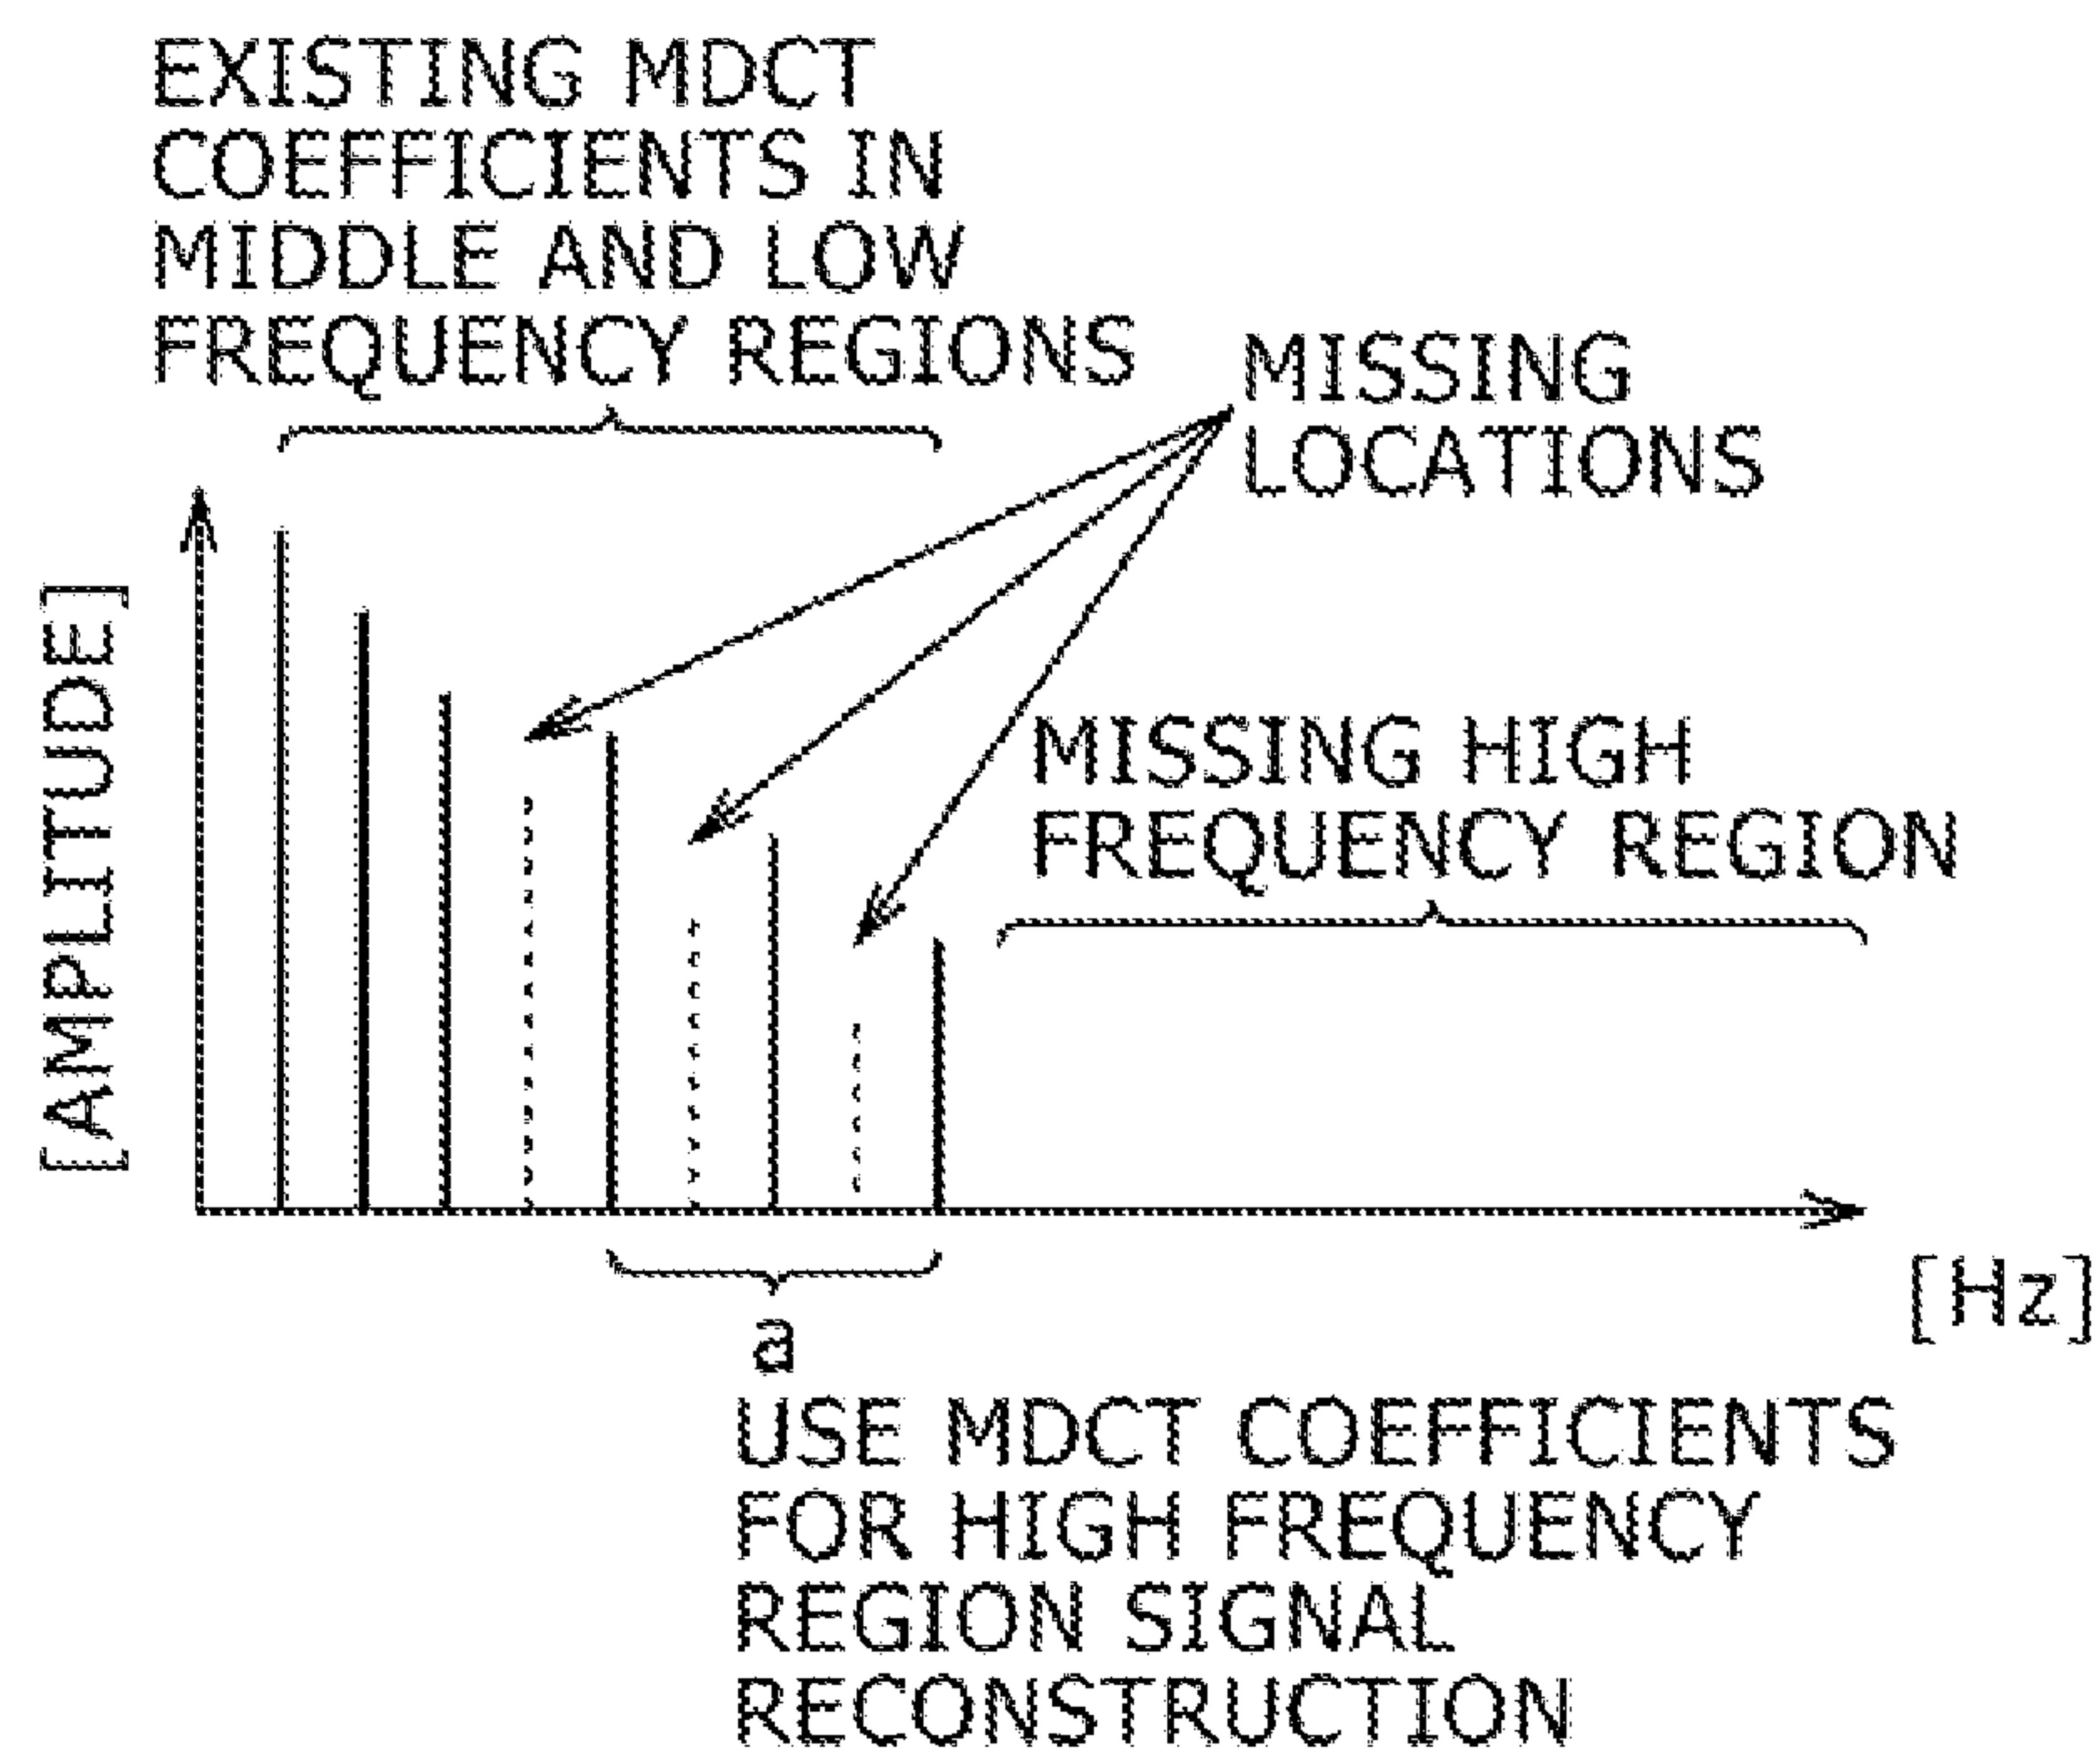 EXISTING MDCT
COEFFICIENTS IN
MIDDLE AND LOW
FREQUENCY REGIONS
MISSING
LOCATIONS
[AMPLITUDE]
MISSING HIGH
FREQUENCY REGION
[Hz]
a
USE MDCT COEFFICIENTS
FOR HIGH FREQUENCY
REGION SIGNAL
RECONSTRUCTION